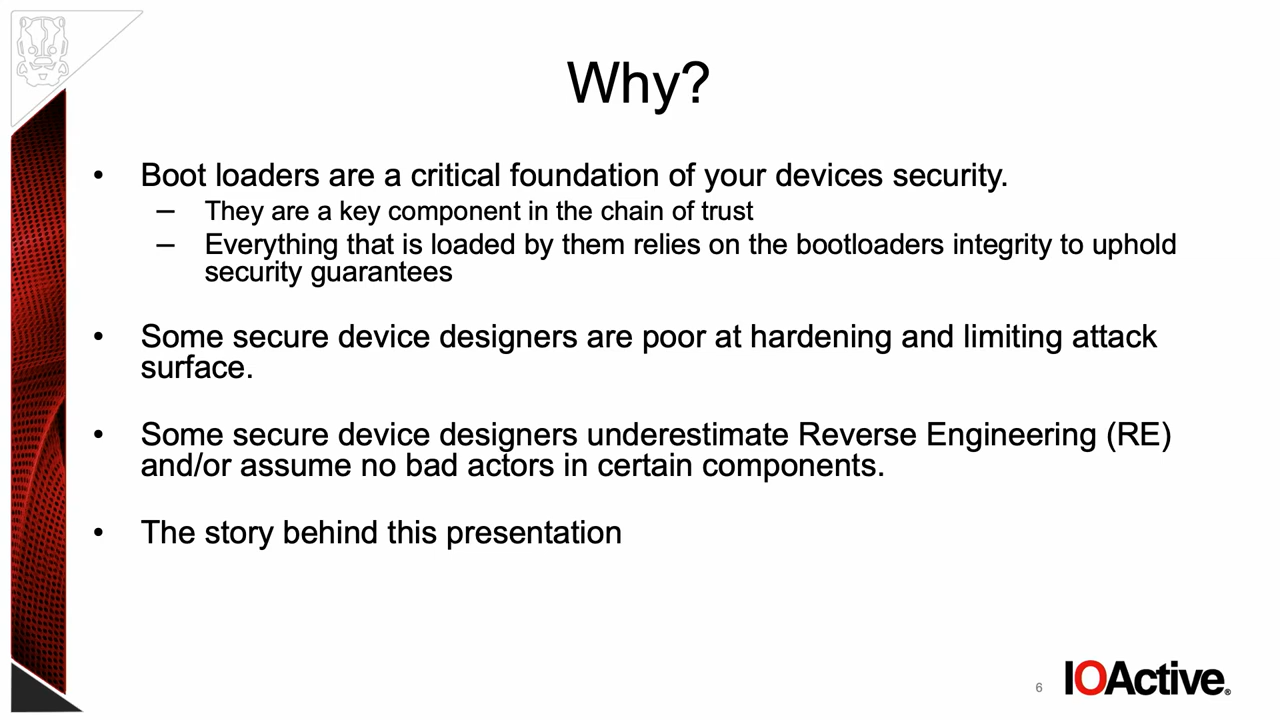 Why?
• Boot loaders are a critical foundation of your devices security.
– They are a key component in the chain of trust
– Everything that is loaded by them relies on the bootloaders integrity to uphold
security guarantees
• Some secure device designers are poor at hardening and limiting attack
surface.
• Some secure device designers underestimate Reverse Engineering (RE)
and/or assume no bad actors in certain components.
• The story behind this presentation
6
IOActive®